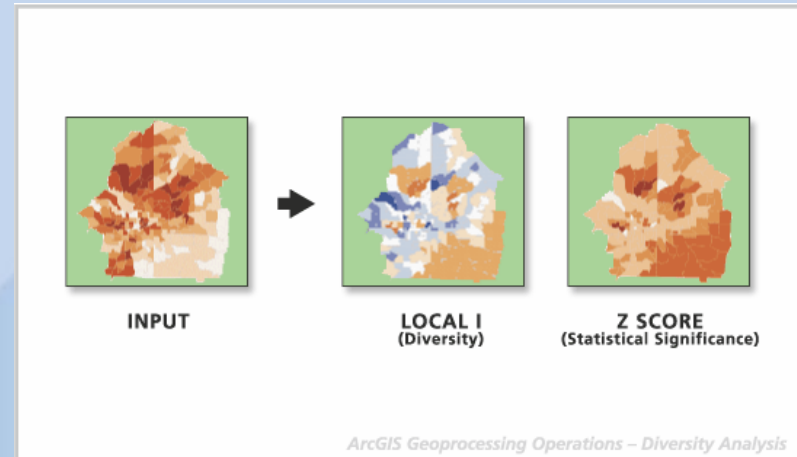 INPUT
LOCAL I
(Diversity)
Z SCORE
(Statistical Significance)
ArcGIS Geoprocessing Operations – Diversity Analysis